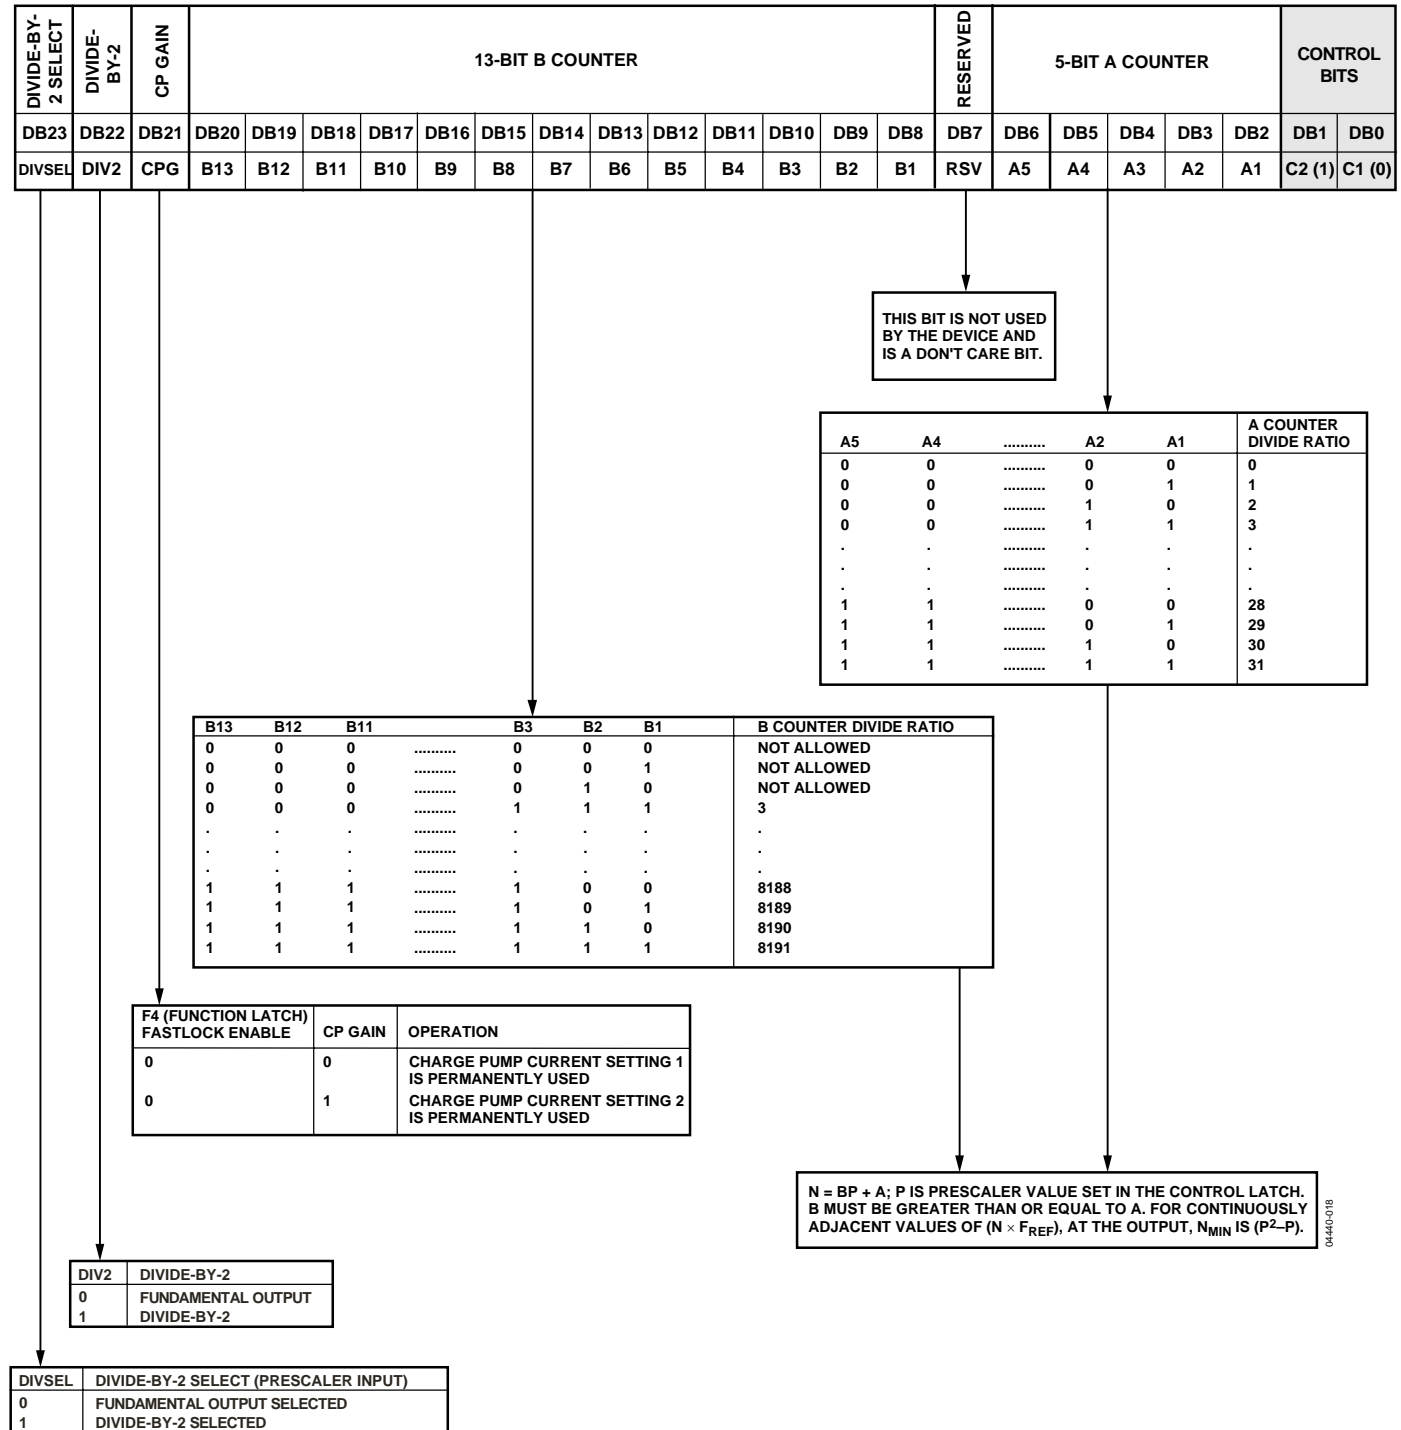 DIVIDE-BY-
2 SELECT
DIVIDE-
BY-2
CP GAIN
13-BIT B COUNTER
RESERVED
5-BIT A COUNTER
CONTROL
BITS
DB23 DB22 DB21 DB20 DB19 DB18 DB17 DB16 DB15 DB14 DB13 DB12 DB11 DB10 DB9 DB8 DB7 DB6 DB5 DB4 DB3 DB2 DB1 DB0
DIVSEL DIV2 CPG B13 B12 B11 B10 B9 B8 B7 B6 B5 B4 B3 B2 B1 RSV A5 A4 A3 A2 A1 C2 (1) C1 (0)
THIS BIT IS NOT USED
BY THE DEVICE AND
IS A DON'T CARE BIT.
A COUNTER
A5 A4 .......... A2 A1 DIVIDE RATIO
0 0 .......... 0 0 0
0 0 .......... 0 1 1
0 0 .......... 1 0 2
0 0 .......... 1 1 3
. . .......... . . .
. . .......... . . .
. . .......... . . .
1 1 .......... 0 0 28
1 1 .......... 0 1 29
1 1 .......... 1 0 30
1 1 .......... 1 1 31
B13 B12 B11 B3 B2 B1 B COUNTER DIVIDE RATIO
0 0 0 .......... 0 0 0 NOT ALLOWED
0 0 0 .......... 0 0 1 NOT ALLOWED
0 0 0 .......... 0 1 0 NOT ALLOWED
0 0 0 .......... 1 1 1 3
. . . .......... . . . .
. . . .......... . . . .
. . . .......... . . . .
1 1 1 .......... 1 0 0 8188
1 1 1 .......... 1 0 1 8189
1 1 1 .......... 1 1 0 8190
1 1 1 .......... 1 1 1 8191
F4 (FUNCTION LATCH)
FASTLOCK ENABLE CP GAIN OPERATION
0 0 CHARGE PUMP CURRENT SETTING 1
IS PERMANENTLY USED
0 1 CHARGE PUMP CURRENT SETTING 2
IS PERMANENTLY USED
N = BP + A; P IS PRESCALER VALUE SET IN THE CONTROL LATCH.
B MUST BE GREATER THAN OR EQUAL TO A. FOR CONTINUOUSLY
ADJACENT VALUES OF (N × FREF), AT THE OUTPUT, NMIN IS (P²–P).
04440-018
DIV2 DIVIDE-BY-2
0 FUNDAMENTAL OUTPUT
1 DIVIDE-BY-2
DIVSEL DIVIDE-BY-2 SELECT (PRESCALER INPUT)
0 FUNDAMENTAL OUTPUT SELECTED
1 DIVIDE-BY-2 SELECTED